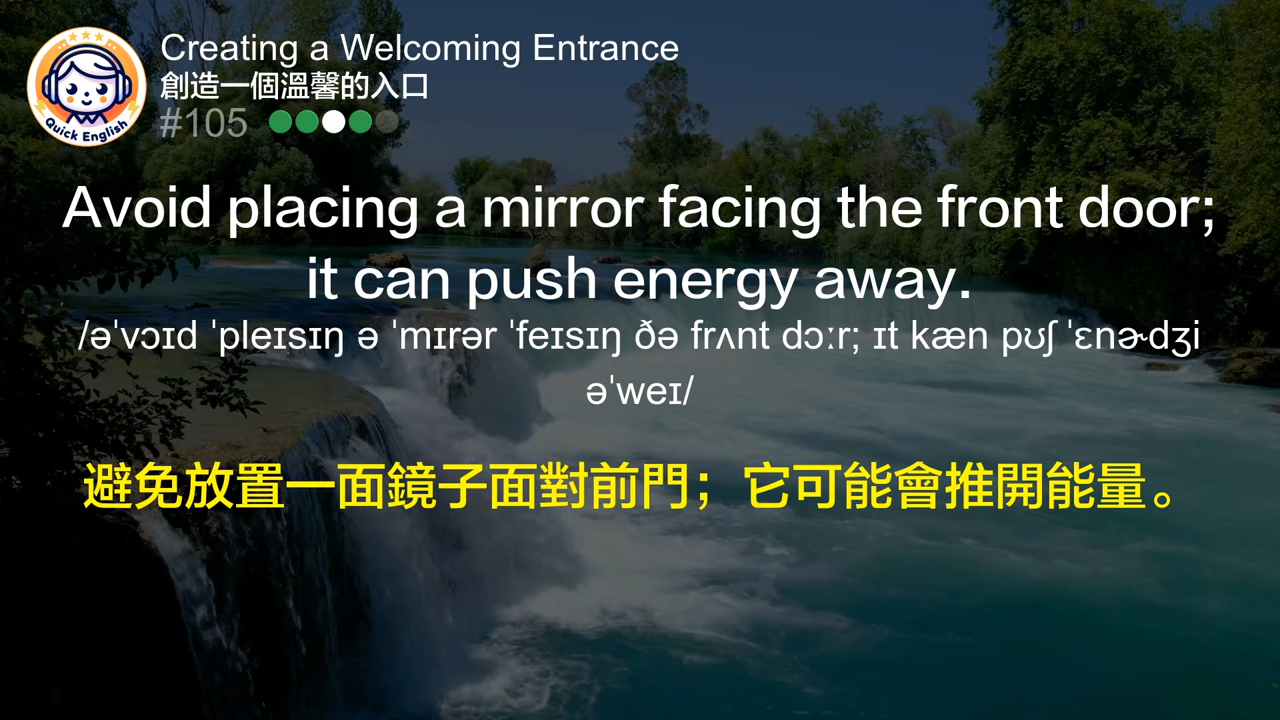 Creating a Welcoming Entrance
創造一個溫馨的入口
#105
Quick English
Avoid placing a mirror facing the front door;
it can push energy away.
/əˈvɔɪd ˈpleɪsɪŋ ə ˈmɪrər ˈfeɪsɪŋ ðə frʌnt dɔːr; ɪt kæn pʊʃ ˈɛnɚdʒi
əˈweɪ/
避免放置一面鏡子面對前門；它可能會推開能量。